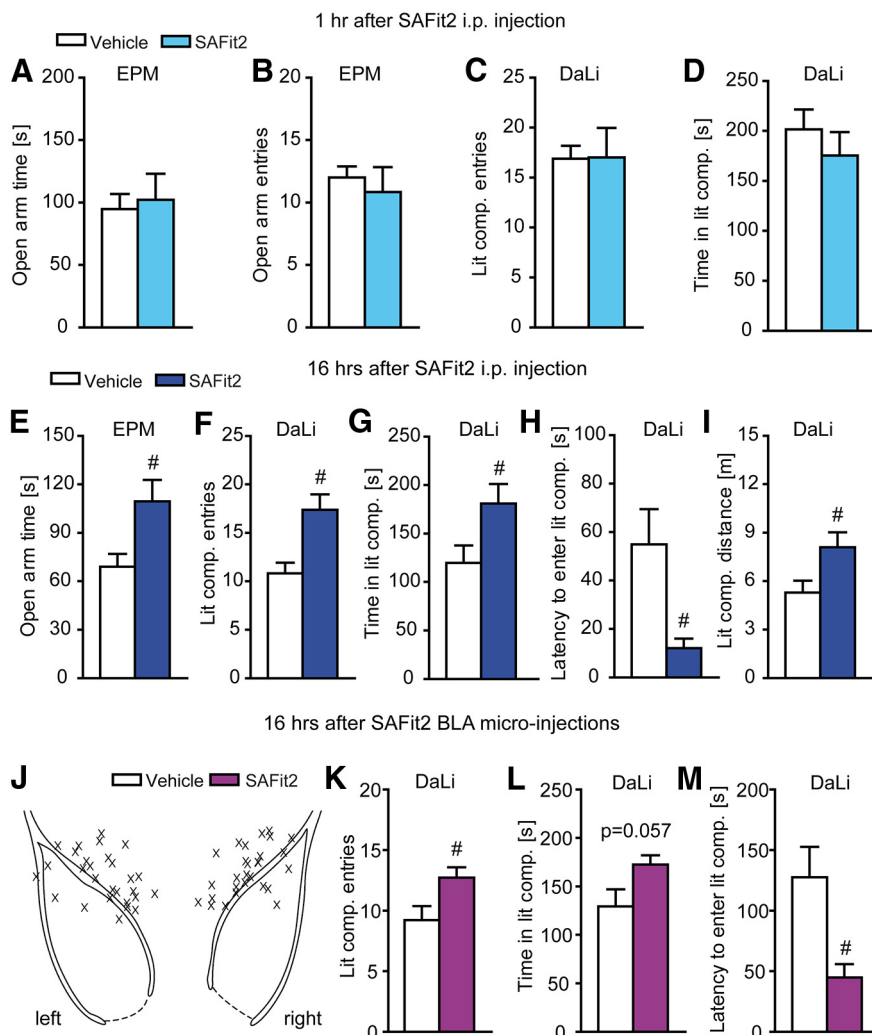 1 hr after SAFit2 i.p. injection
Vehicle SAFit2
A EPM
Open arm time [s]
200
150
100
50
0
B EPM
Open arm entries
20
15
10
5
0
C DaLi
Lit comp. entries
25
20
15
10
5
0
D DaLi
Time in lit comp. [s]
250
200
150
100
50
0
16 hrs after SAFit2 i.p. injection
Vehicle SAFit2
E EPM
Open arm time [s]
150
120
90
60
30
0
#
F DaLi
Lit comp. entries
25
20
15
10
5
0
#
G DaLi
Time in lit comp. [s]
250
200
150
100
50
0
#
H DaLi
Latency to enter lit comp. [s]
100
80
60
40
20
0
#
I DaLi
Lit comp. distance [m]
15
12
9
6
3
0
#
16 hrs after SAFit2 BLA micro-injections
J Vehicle SAFit2
left right
K DaLi
Lit comp. entries
20
15
10
5
0
#
L DaLi
Time in lit comp. [s]
250
200
150
100
50
0
p=0.057
M DaLi
Latency to enter lit comp. [s]
200
150
100
50
0
#